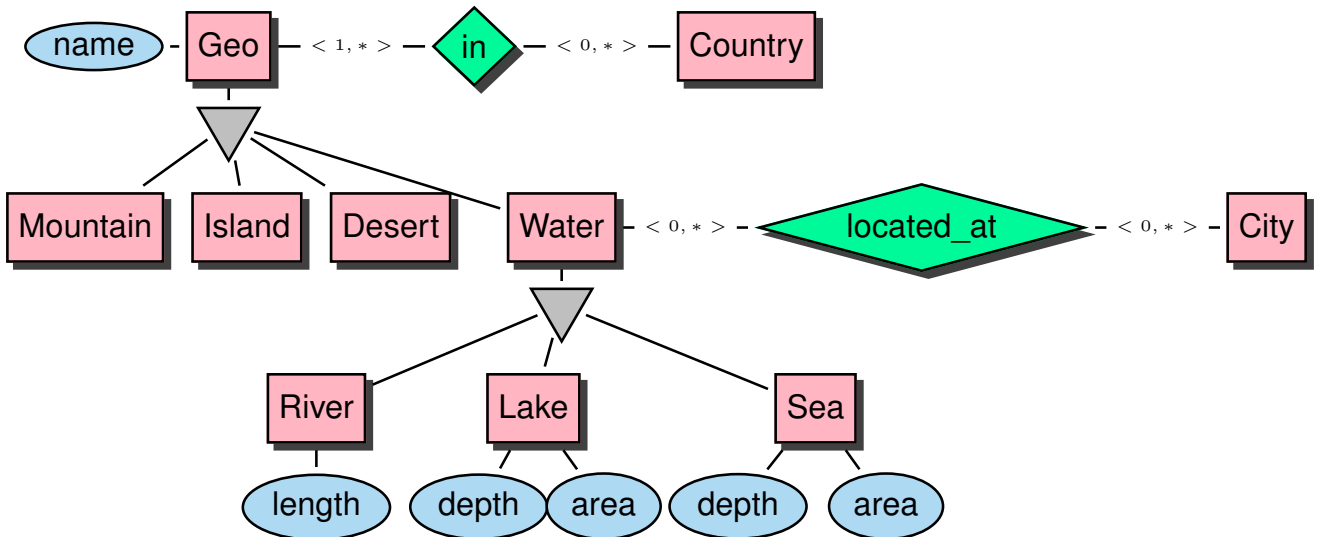 name Geo < 1, * > in < 0, * > Country
Mountain Island Desert Water < 0, * > located_at < 0, * > City
River Lake Sea
length depth area depth area